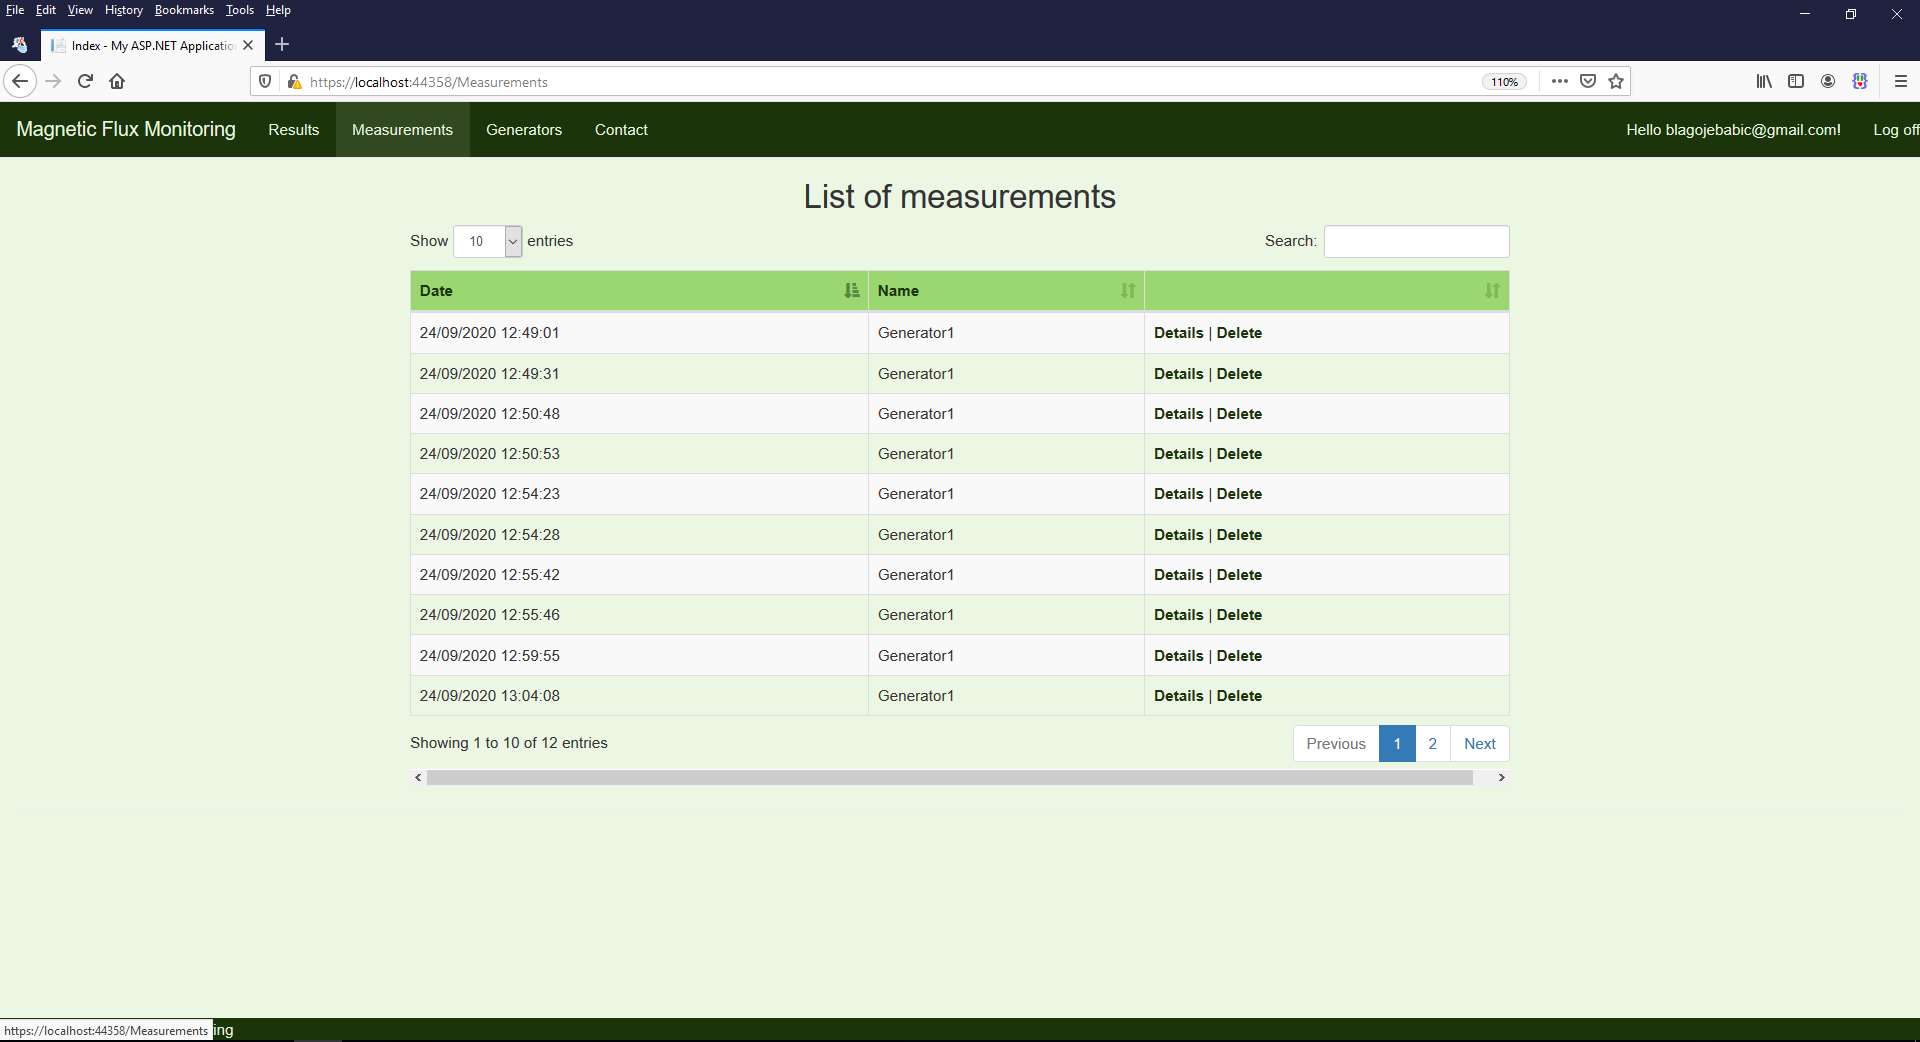 File Edit View History Bookmarks Tools Help
Index - My ASP.NET Applicatio
https://localhost:44358/Measurements 110%
Magnetic Flux Monitoring Results Measurements Generators Contact Hello blagojebabic@gmail.com! Log off
List of measurements
Show 10 entries Search:
Date Name
24/09/2020 12:49:01 Generator1 Details | Delete
24/09/2020 12:49:31 Generator1 Details | Delete
24/09/2020 12:50:48 Generator1 Details | Delete
24/09/2020 12:50:53 Generator1 Details | Delete
24/09/2020 12:54:23 Generator1 Details | Delete
24/09/2020 12:54:28 Generator1 Details | Delete
24/09/2020 12:55:42 Generator1 Details | Delete
24/09/2020 12:55:46 Generator1 Details | Delete
24/09/2020 12:59:55 Generator1 Details | Delete
24/09/2020 13:04:08 Generator1 Details | Delete
Showing 1 to 10 of 12 entries Previous 1 2 Next
https://localhost:44358/Measurements ing